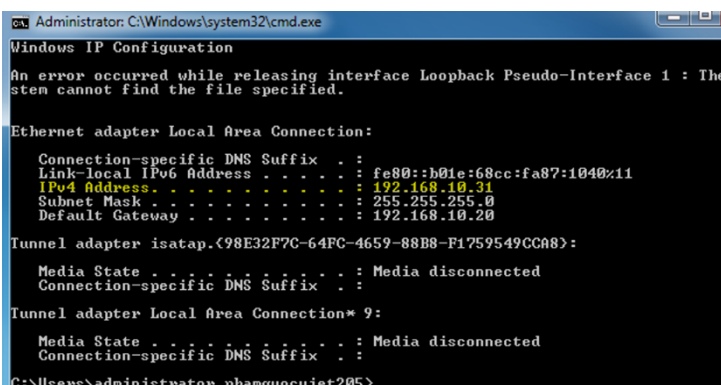 Administrator: C:\Windows\system32\cmd.exe
Windows IP Configuration
An error occurred while releasing interface Loopback Pseudo-Interface 1 : The
stem cannot find the file specified.
Ethernet adapter Local Area Connection:
Connection-specific DNS Suffix . :
Link-local IPv6 Address . . . . . : fe80::b01e:68cc:fa87:1040%11
IPv4 Address. . . . . . . . . . . : 192.168.10.31
Subnet Mask . . . . . . . . . . . : 255.255.255.0
Default Gateway . . . . . . . . . : 192.168.10.20
Tunnel adapter isatap.{98E32F7C-64FC-4659-88B8-F1759549CCA8}:
Media State . . . . . . . . . . . : Media disconnected
Connection-specific DNS Suffix . :
Tunnel adapter Local Area Connection* 9:
Media State . . . . . . . . . . . : Media disconnected
Connection-specific DNS Suffix . :
C:\Users\administrator.phamquocuiet205>